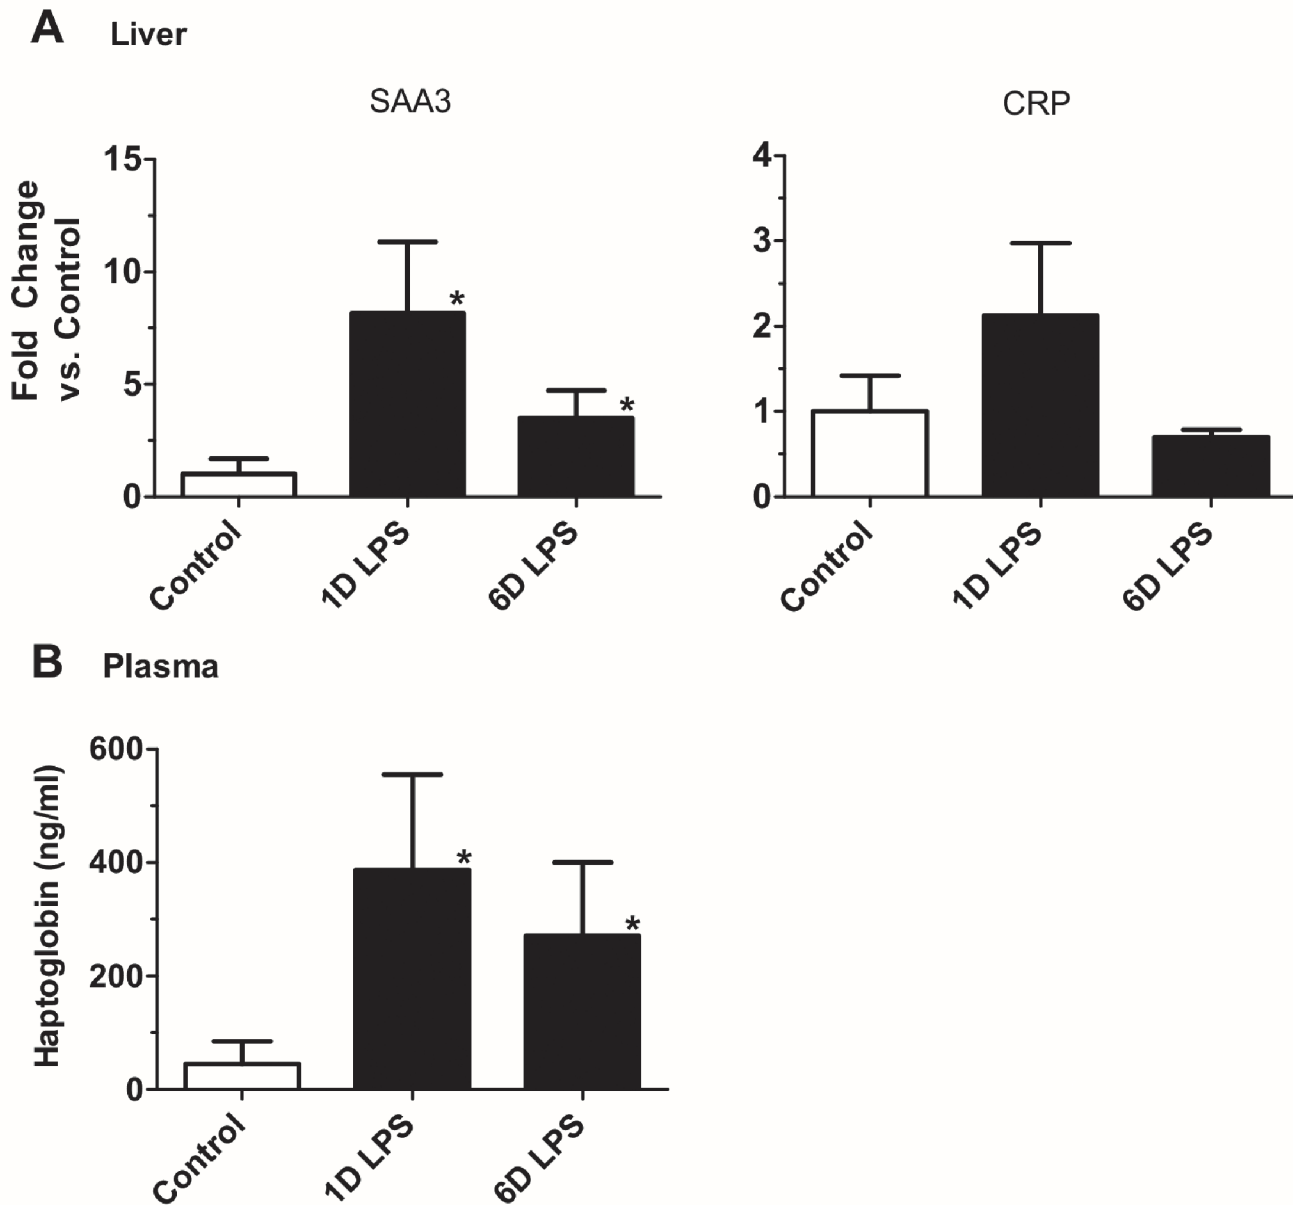 A Liver
SAA3
CRP
Fold Change
vs. Control
15
10
5
0
Control
1D LPS
6D LPS
4
3
2
1
0
Control
1D LPS
6D LPS
*
*
B Plasma
Haptoglobin (ng/ml)
600
400
200
0
Control
1D LPS
6D LPS
*
*